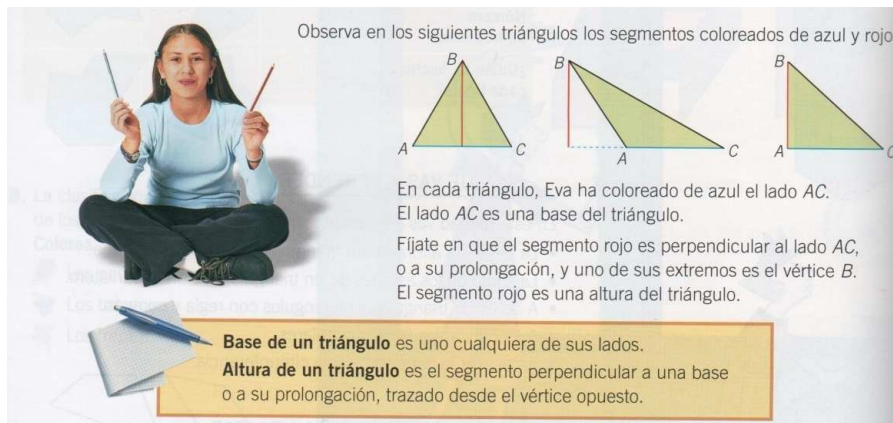 Observa en los siguientes triángulos los segmentos coloreados de azul y rojo
B
B
B
A
C
A
C
A
C
En cada triángulo, Eva ha coloreado de azul el lado AC.
El lado AC es una base del triángulo.
Fíjate en que el segmento rojo es perpendicular al lado AC,
o a su prolongación, y uno de sus extremos es el vértice B.
El segmento rojo es una altura del triángulo.
Base de un triángulo es uno cualquiera de sus lados.
Altura de un triángulo es el segmento perpendicular a una base
o a su prolongación, trazado desde el vértice opuesto.